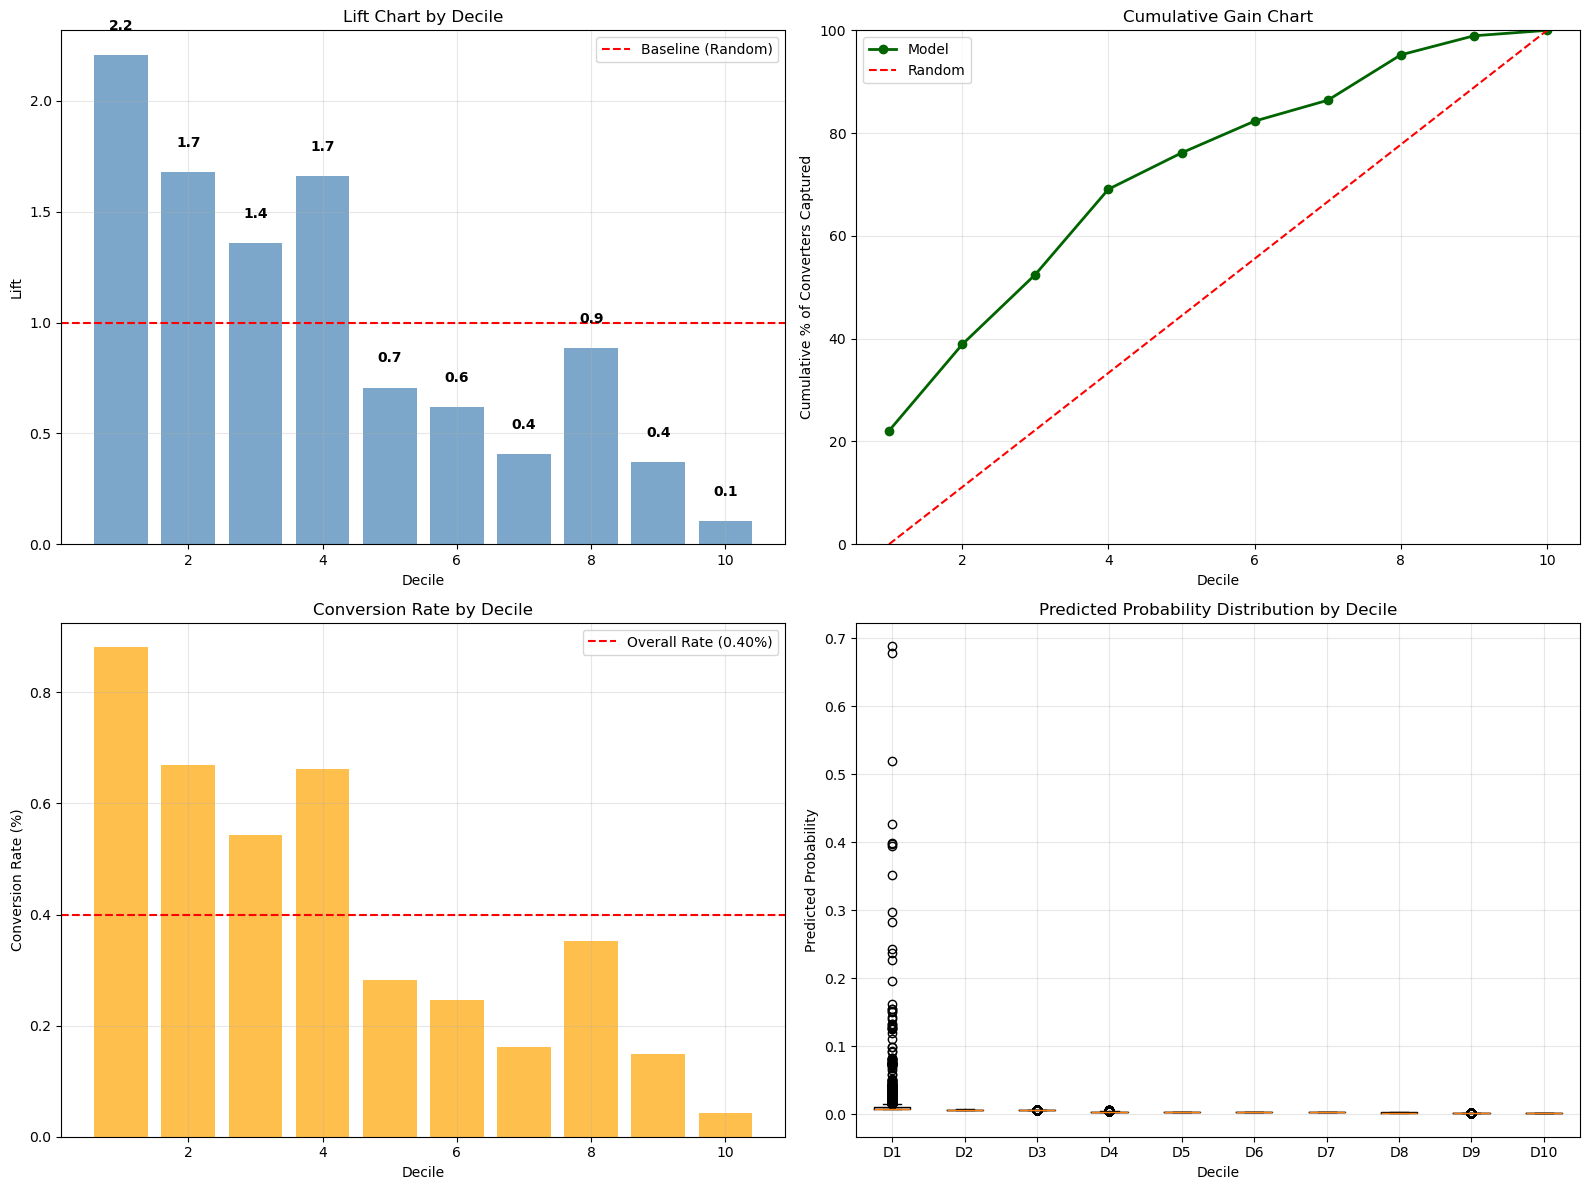 Lift Chart by Decile
2.2
Baseline (Random)
2.0
1.7
1.7
1.5
1.4
Lift
1.0
0.9
0.7
0.6
0.5
0.4
0.4
0.1
0.0
2 4 6 8 10
Decile
Cumulative Gain Chart
100
Model
Random
80
60
Cumulative % of Converters Captured
40
20
0
2 4 6 8 10
Decile
Conversion Rate by Decile
Overall Rate (0.40%)
0.8
0.6
Conversion Rate (%)
0.4
0.2
0.0
2 4 6 8 10
Decile
Predicted Probability Distribution by Decile
0.7
0.6
0.5
0.4
Predicted Probability
0.3
0.2
0.1
0.0
D1 D2 D3 D4 D5 D6 D7 D8 D9 D10
Decile